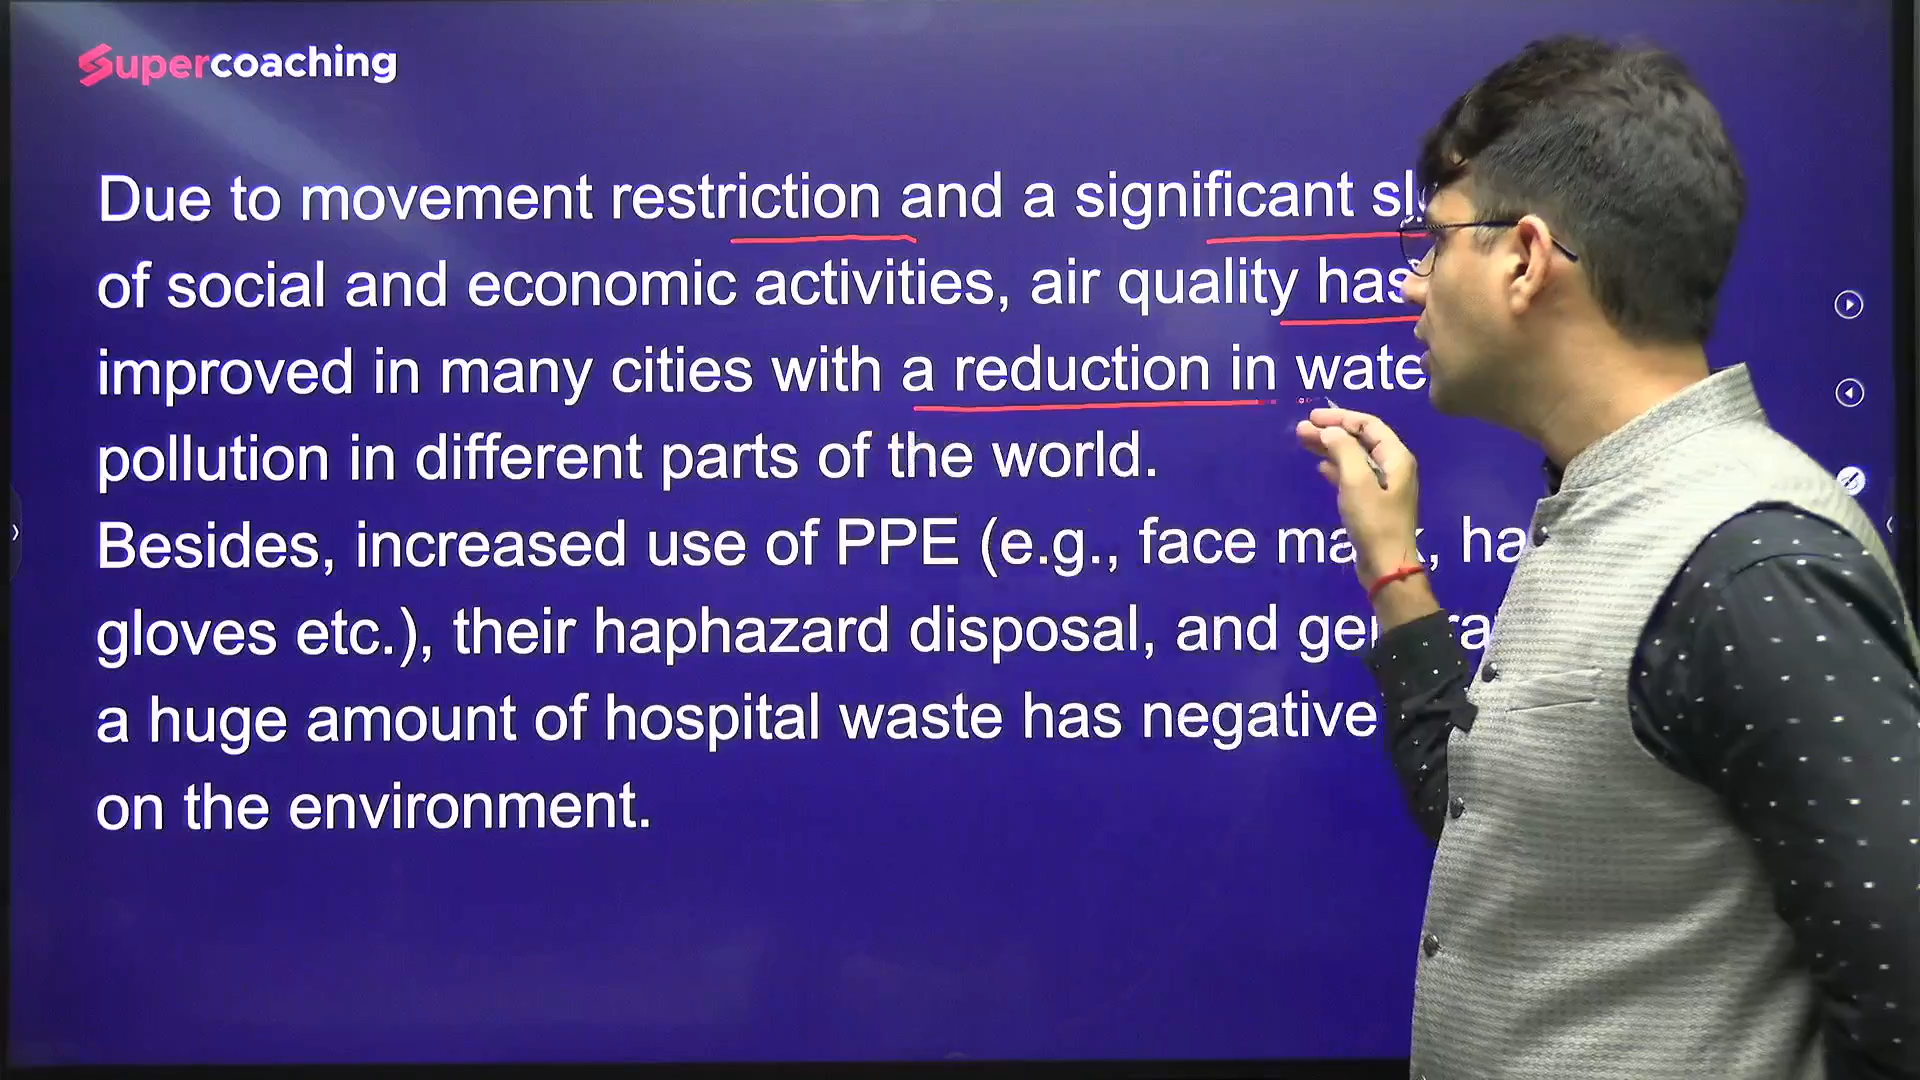 Supercoaching
Due to movement restriction and a significant
of social and economic activities, air quality has
improved in many cities with a reduction in
pollution in different parts of the world.
Besides, increased use of PPE (e.g., face mask,
gloves etc.), their haphazard disposal, and
a huge amount of hospital waste has negative
on the environment.